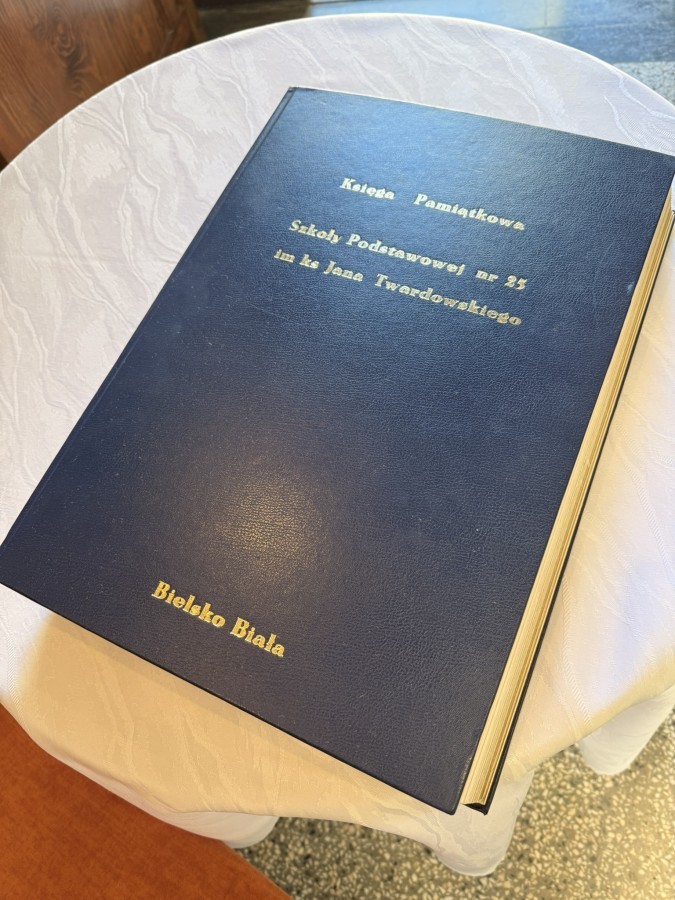 Księga Pamiątkowa
Szkoły Podstawowej nr 25
im ks Jana Twardowskiego
Bielsko Biała